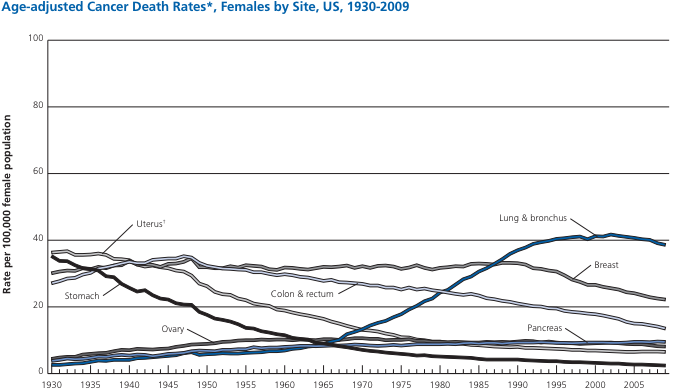 Age-adjusted Cancer Death Rates*, Females by Site, US, 1930-2009
Rate per 100,000 female population
100
80
60
40
20
0
Uterus†
Lung & bronchus
Breast
Stomach
Colon & rectum
Ovary
Pancreas
1930 1935 1940 1945 1950 1955 1960 1965 1970 1975 1980 1985 1990 1995 2000 2005